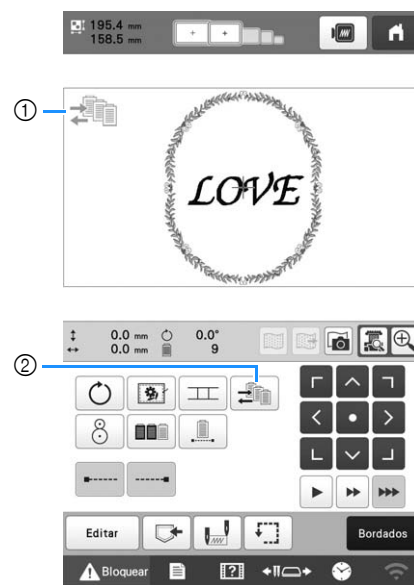 195.4 mm
158.5 mm
①
LOVE
0.0 mm 0.0°
0.0 mm 9
②
Editar Bordados
Bloquear